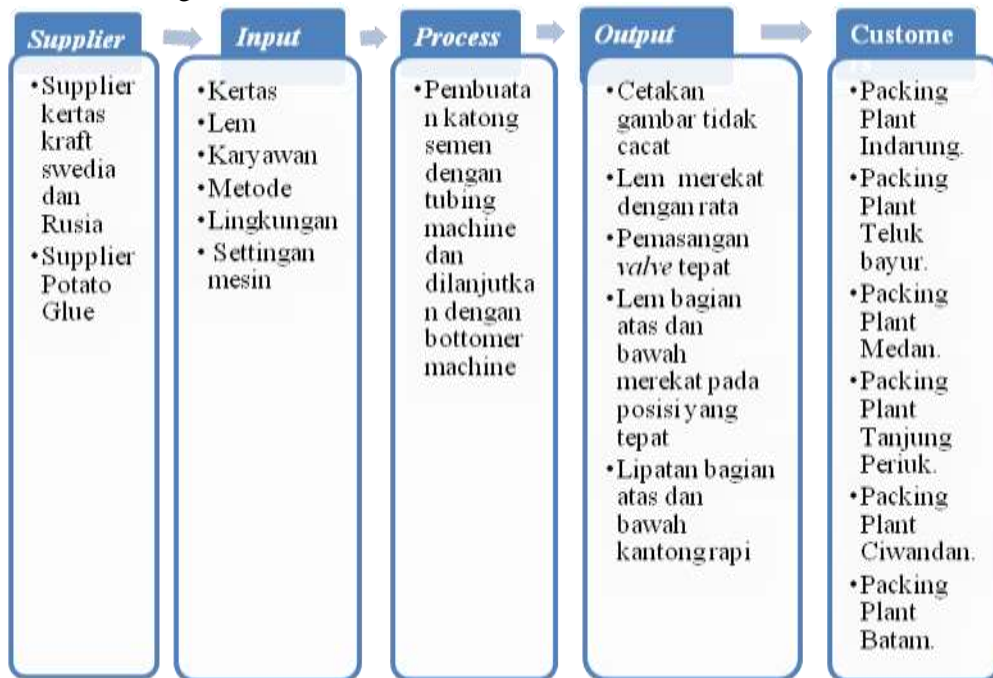 Supplier
•Supplier
kertas
kraft
swedia
dan
Rusia
•Supplier
Potato
Glue
Input
•Kertas
•Lem
•Karyawan
•Metode
•Lingkungan
• Settingan
mesin
Process
•Pembuata
n katong
semen
dengan
tubing
machine
dan
dilanjutka
n dengan
bottomer
machine
Output
•Cetakan
gambar tidak
cacat
•Lem merekat
dengan rata
•Pemasangan
valve tepat
•Lem bagian
atas dan
bawah
merekat pada
posisi yang
tepat
•Lipatan bagian
atas dan
bawah
kantong rapi
Custome
•Packing
Plant
Indarung.
•Packing
Plant
Teluk
bayur.
•Packing
Plant
Medan.
•Packing
Plant
Tanjung
Periuk.
•Packing
Plant
Ciwandan.
•Packing
Plant
Batam.